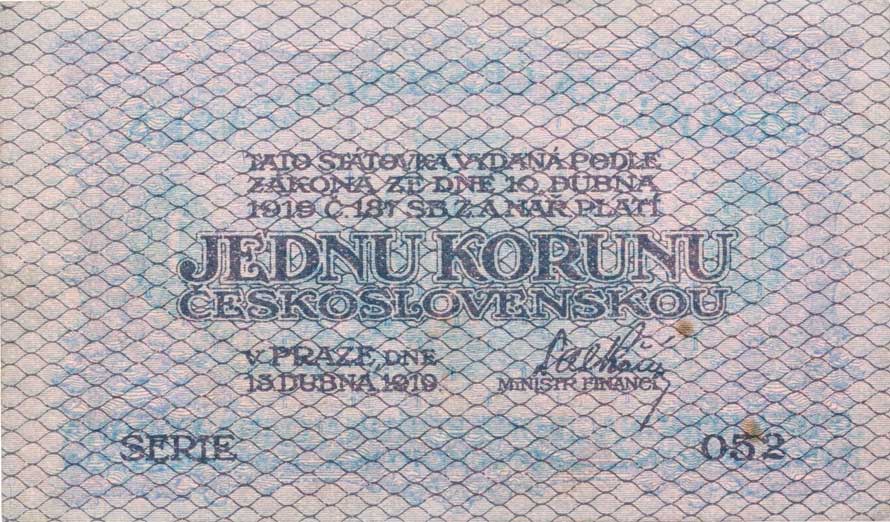 TATO STÁTOVKA VYDANÁ PODLE
ZÁKONA ZE DNE 10. DUBNA
1919 Č. 187 SB. Z. A NAŘ. PLATÍ
JEDNU KORUNU
ČESKOSLOVENSKOU
V PRAZE, DNE
15. DUBNA, 1919.
MINISTR FINANCÍ
SERIE 052